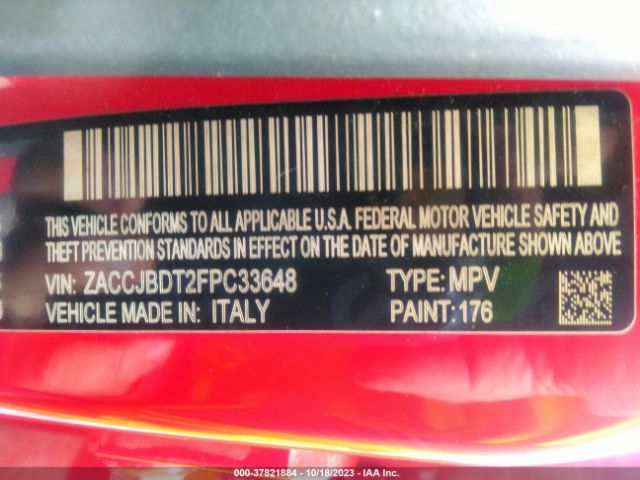 THIS VEHICLE CONFORMS TO ALL APPLICABLE U.S.A. FEDERAL MOTOR VEHICLE SAFETY AND
THEFT PREVENTION STANDARDS IN EFFECT ON THE DATE OF MANUFACTURE SHOWN ABOVE
VIN: ZACCJBDT2FPC33648 TYPE: MPV
VEHICLE MADE IN: ITALY PAINT: 176
000-37821884 - 10/18/2023 - IAA Inc.